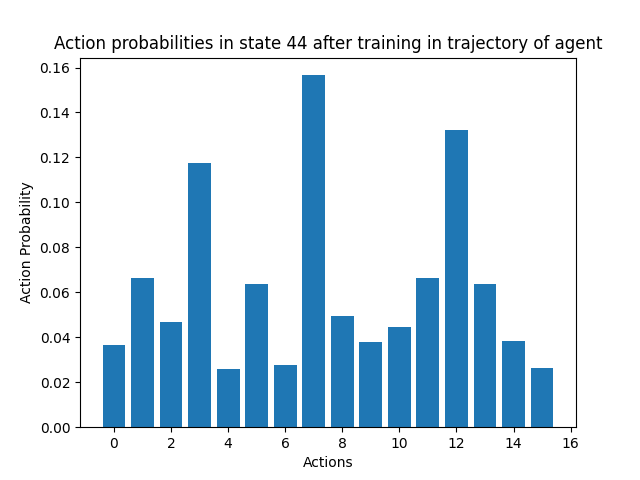 Action probabilities in state 44 after training in trajectory of agent
0.16
0.14
0.12
0.10
0.08
0.06
0.04
0.02
0.00
Action Probability
0 2 4 6 8 10 12 14 16
Actions